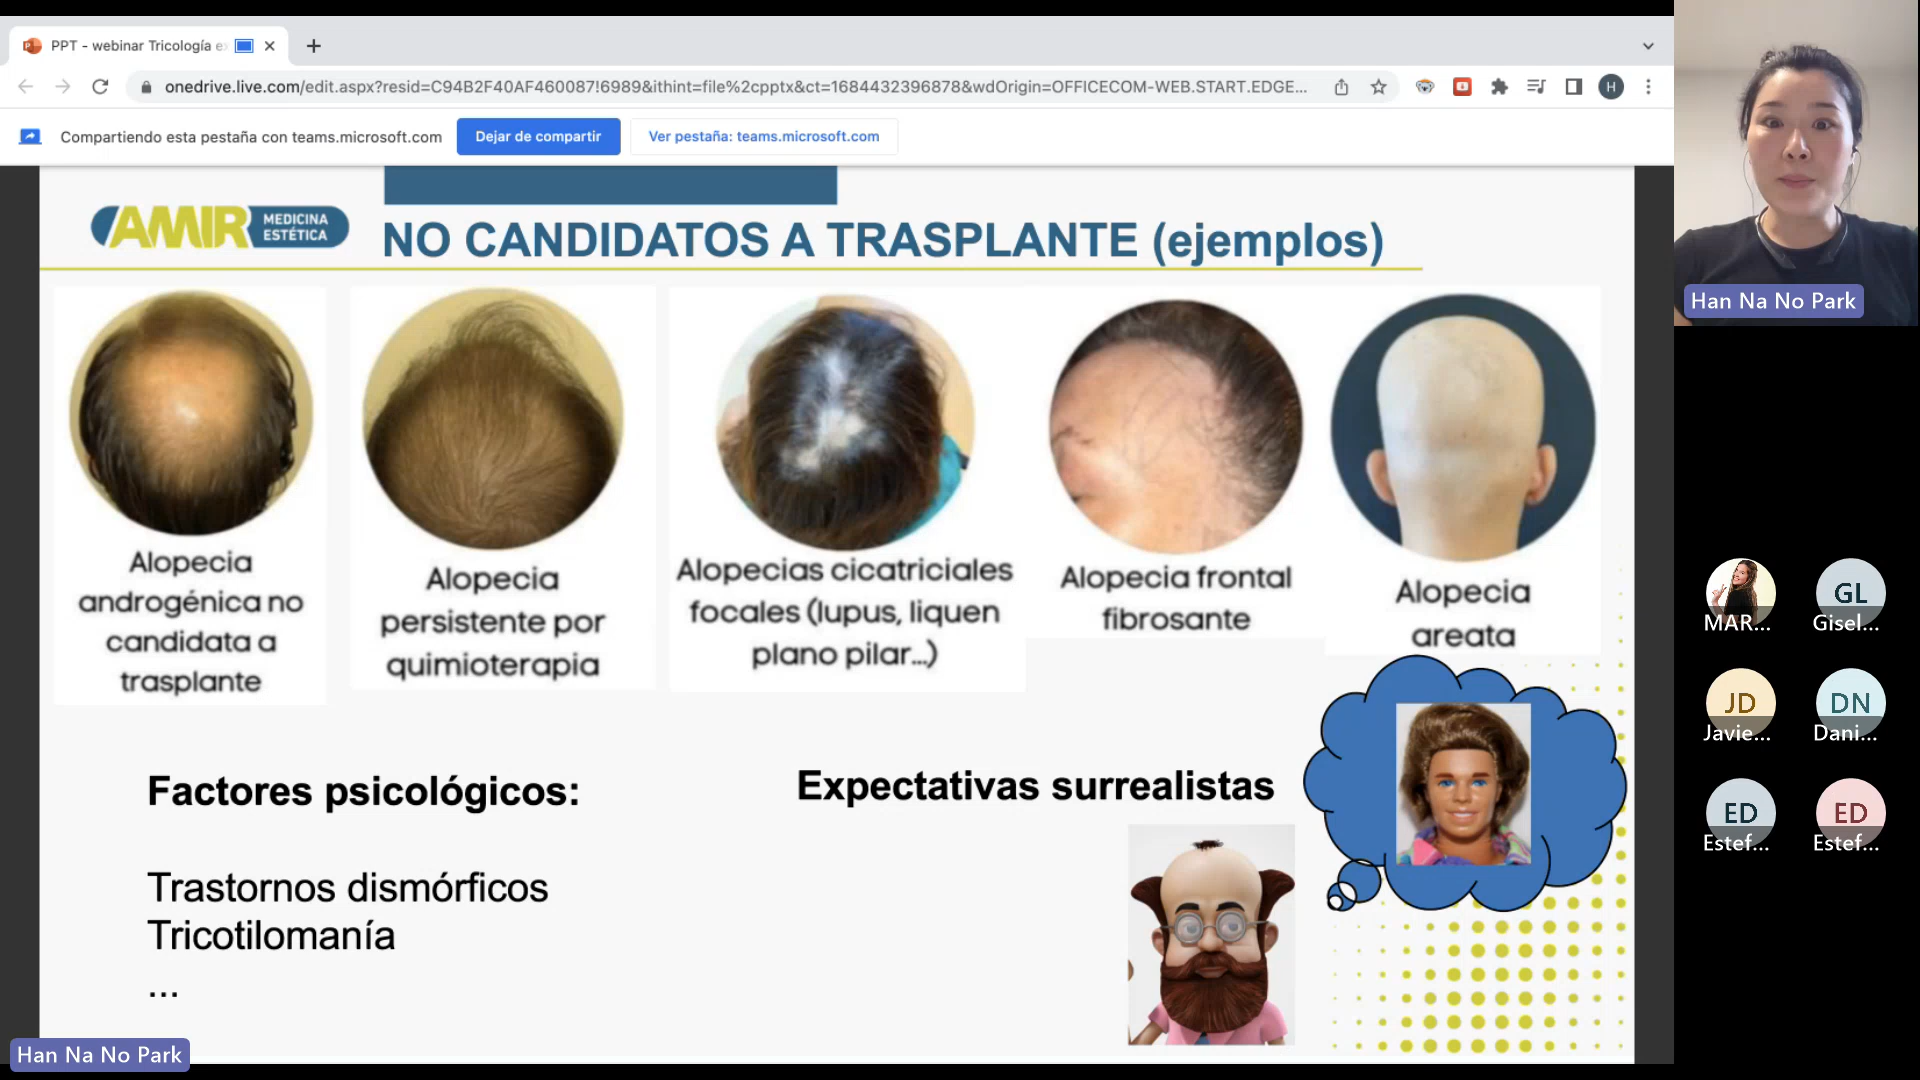 PPT - webinar Tricología e
onedrive.live.com/edit.aspx?resid=C94B2F40AF460087!6989&ithint=file%2cpptx&ct=1684432396878&wdOrigin=OFFICECOM-WEB.START.EDGE...
H
Compartiendo esta pestaña con teams.microsoft.com
Dejar de compartir
Ver pestaña: teams.microsoft.com
AMIR MEDICINA ESTÉTICA
NO CANDIDATOS A TRASPLANTE (ejemplos)
Alopecia
androgénica no
candidata a
trasplante
Alopecia
persistente por
quimioterapia
Alopecias cicatriciales
focales (lupus, liquen
plano pilar...)
Alopecia frontal
fibrosante
Alopecia
areata
Factores psicológicos:
Trastornos dismórficos
Tricotilomanía
...
Expectativas surrealistas
Han Na No Park
Han Na No Park
MAR...
GL
Gisel...
JD
Javie...
DN
Dani...
ED
Estef...
ED
Estef...